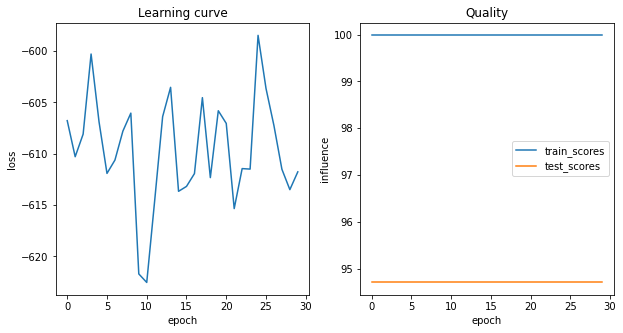 Learning curve
loss
−600
−605
−610
−615
−620
0 5 10 15 20 25 30
epoch
Quality
influence
100
99
98
97
96
95
train_scores
test_scores
0 5 10 15 20 25 30
epoch